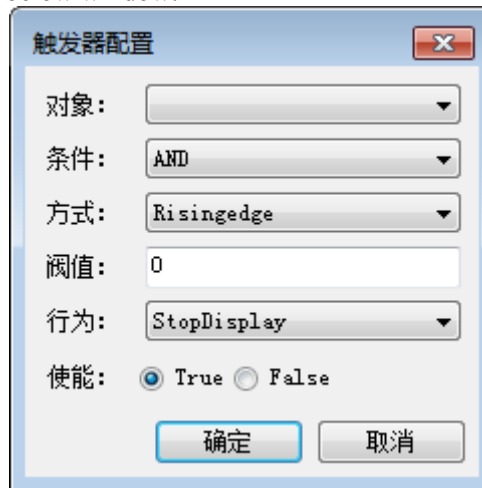 触发器配置
对象:
条件: AND
方式: Risingedge
阀值: 0
行为: StopDisplay
使能: True False
确定 取消